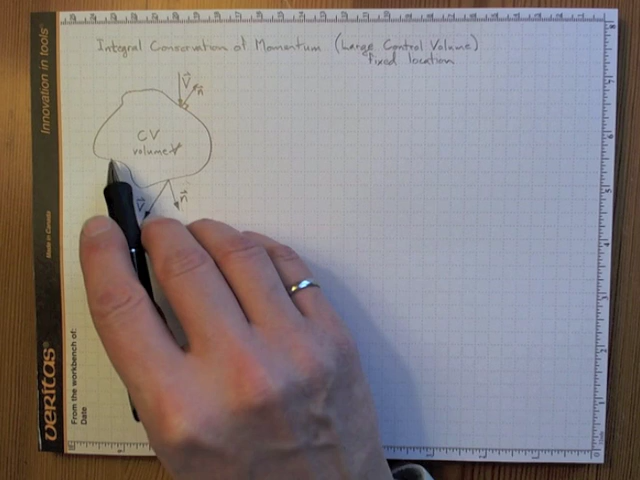 Integral Conservation of Momentum (Large Control Volume)
fixed location
V
n
CV
volume V
V
n
Innovation in tools
Made in Canada
veritas
From the workbench of:
Date